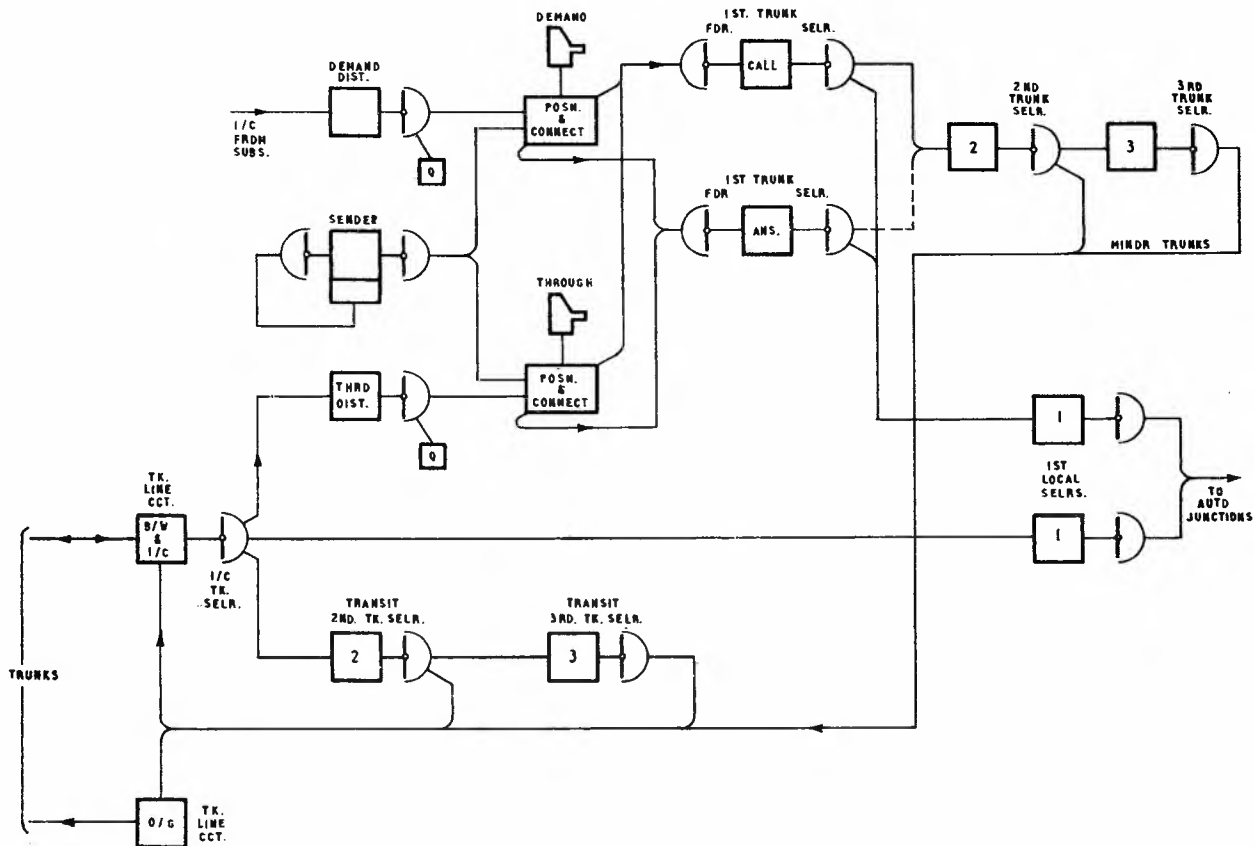 DEMAND
1ST. TRUNK
FDR. SELR.
CALL
DEMAND
DIST.
POSN.
&
CONNECT
I/C
FROM
SUBS.
Q
2ND
TRUNK
SELR.
3RD
TRUNK
SELR.
2
3
1ST TRUNK
FDR SELR.
ANS.
SENDER
MINOR TRUNKS
THROUGH
POSN.
&
CONNECT
THRO
DIST.
Q
1
1ST
LOCAL
SELRS.
TO
AUTO
JUNCTIONS
1
TK.
LINE
CCT.
B/W
&
I/C
I/C
TK.
SELR.
TRANSIT
2ND. TK. SELR.
TRANSIT
3RD. TK. SELR.
2
3
TRUNKS
O/G
TK.
LINE
CCT.